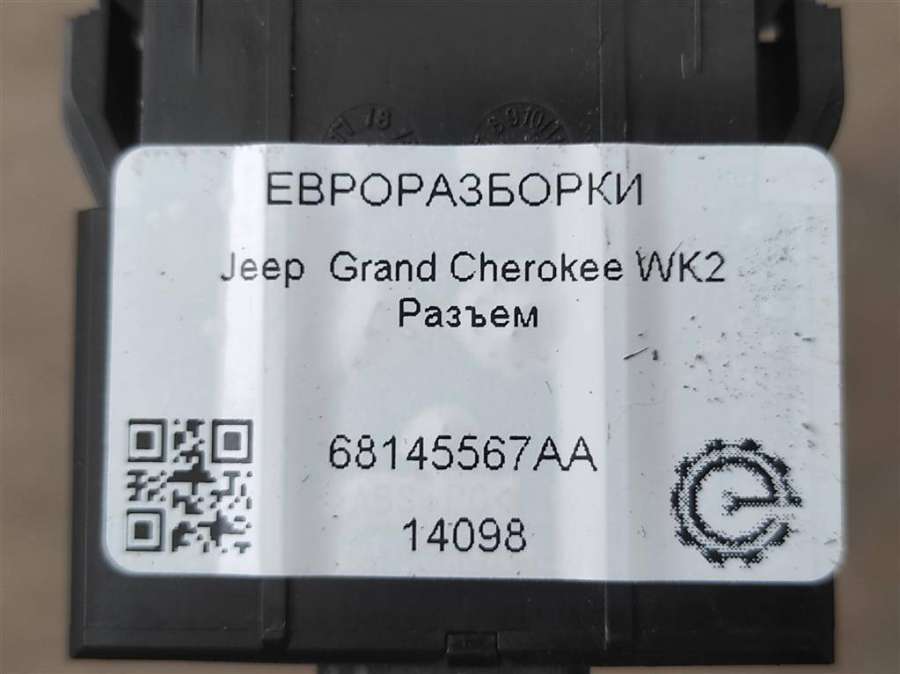 ЕВРОРАЗБОРКИ
Jeep Grand Cherokee WK2
Разъем
68145567AA
14098